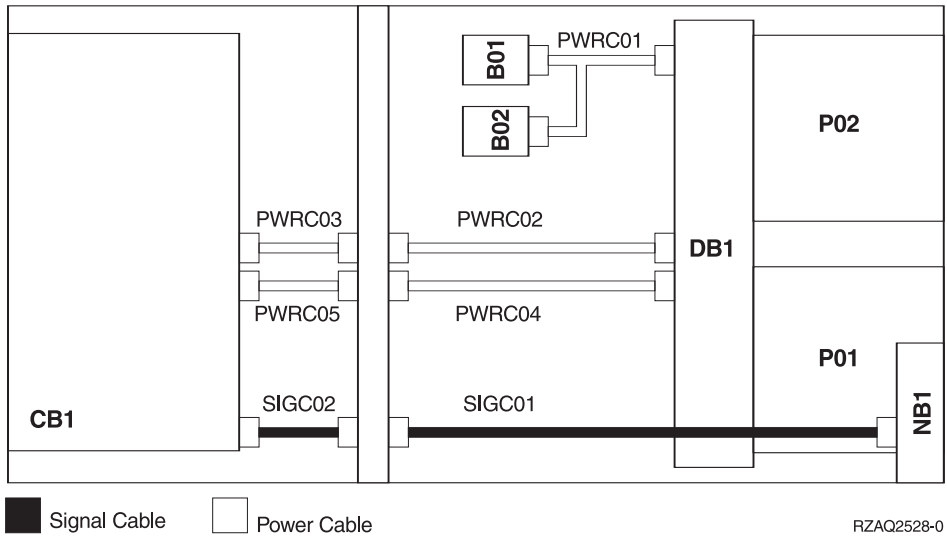 B01
PWRC01
B02
P02
PWRC03
PWRC02
DB1
PWRC05
PWRC04
P01
SIGC02
SIGC01
CB1
NB1
Signal Cable
Power Cable
RZAQ2528-0